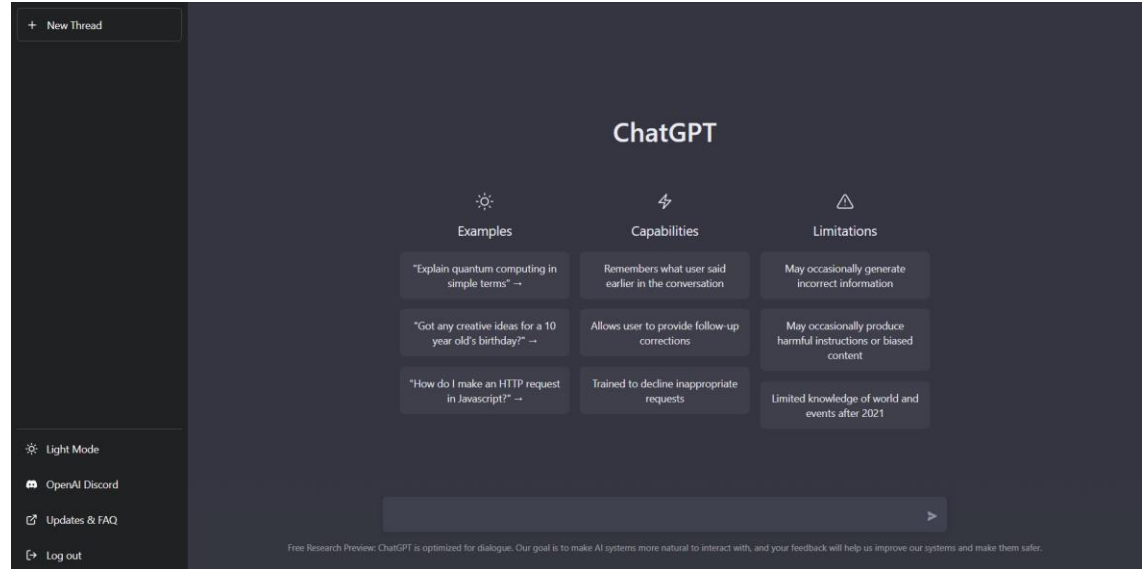 + New Thread
ChatGPT
Examples
"Explain quantum computing in
simple terms" →
"Got any creative ideas for a 10
year old's birthday?" →
"How do I make an HTTP request
in Javascript?" →
Capabilities
Remembers what user said
earlier in the conversation
Allows user to provide follow-up
corrections
Trained to decline inappropriate
requests
Limitations
May occasionally generate
incorrect information
May occasionally produce
harmful instructions or biased
content
Limited knowledge of world and
events after 2021
Light Mode
OpenAI Discord
Updates & FAQ
Log out
Free Research Preview: ChatGPT is optimized for dialogue. Our goal is to make AI systems more natural to interact with, and your feedback will help us improve our systems and make them safer.